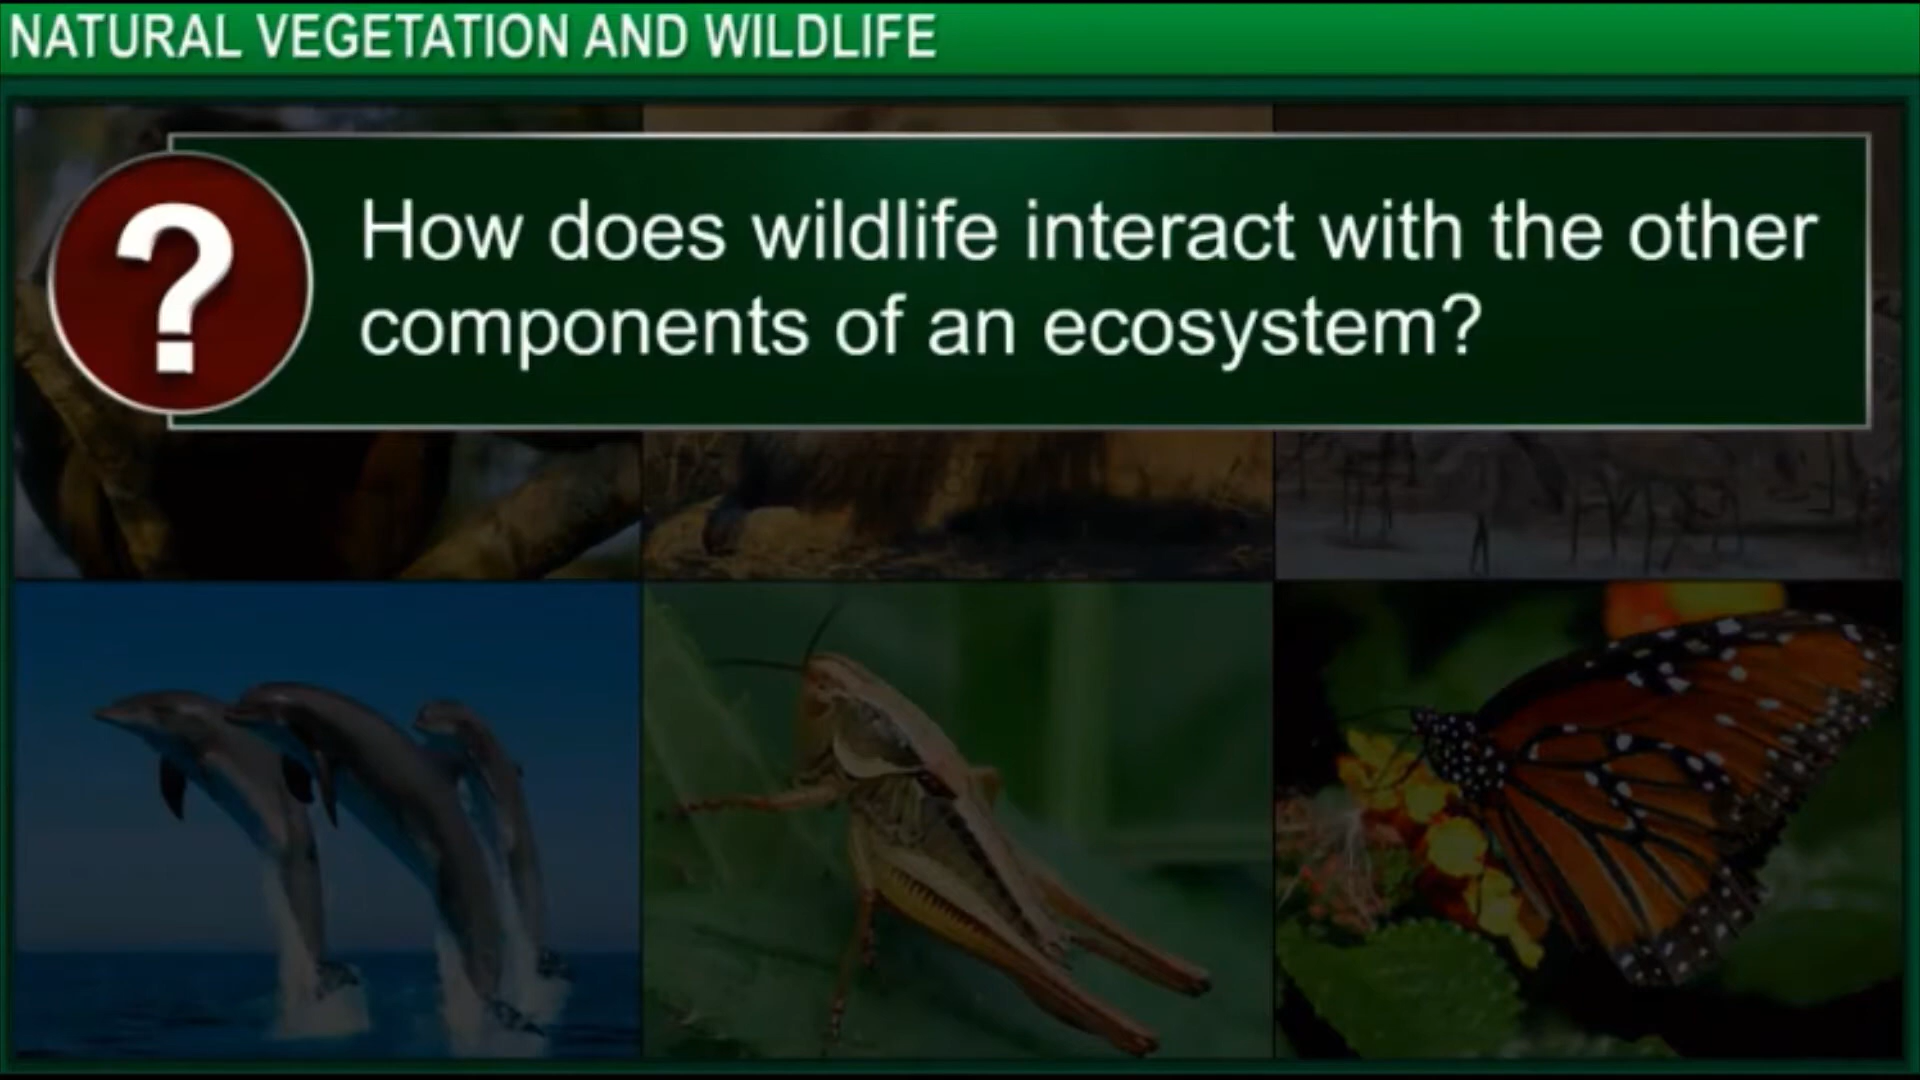 NATURAL VEGETATION AND WILDLIFE
?
How does wildlife interact with the other
components of an ecosystem?